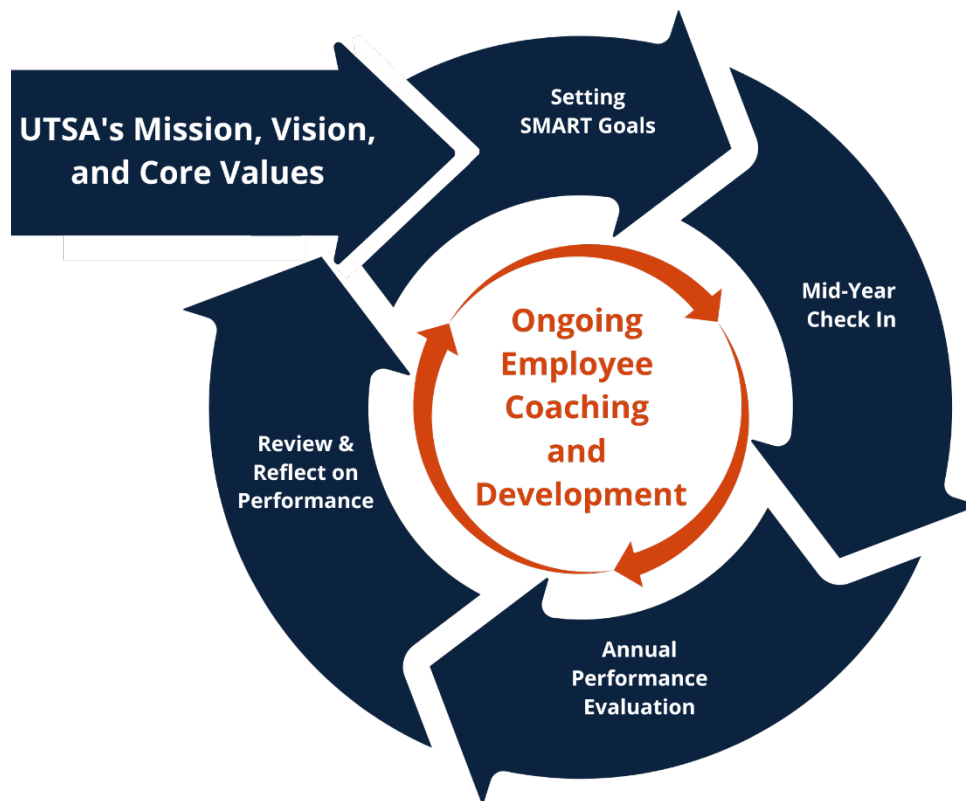 UTSA's Mission, Vision,
and Core Values
Setting
SMART Goals
Mid-Year
Check In
Annual
Performance
Evaluation
Review &
Reflect on
Performance
Ongoing
Employee
Coaching
and
Development